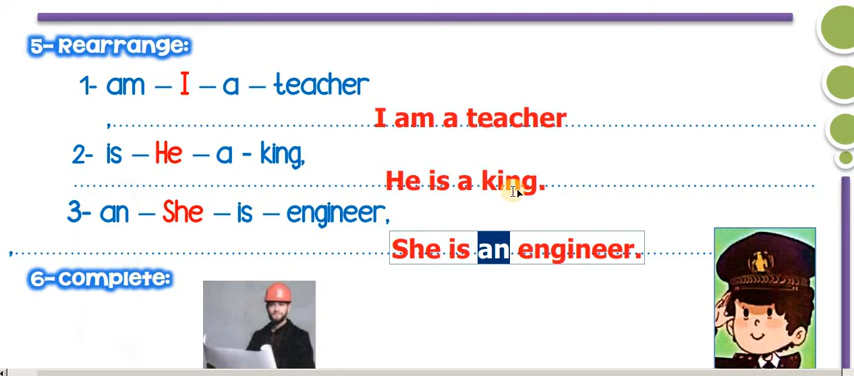 5- Rearrange:
1- am – I – a – teacher
I am a teacher
2- is – He – a - king,
He is a king.
3- an – She – is – engineer,
She is an engineer.
6- Complete: